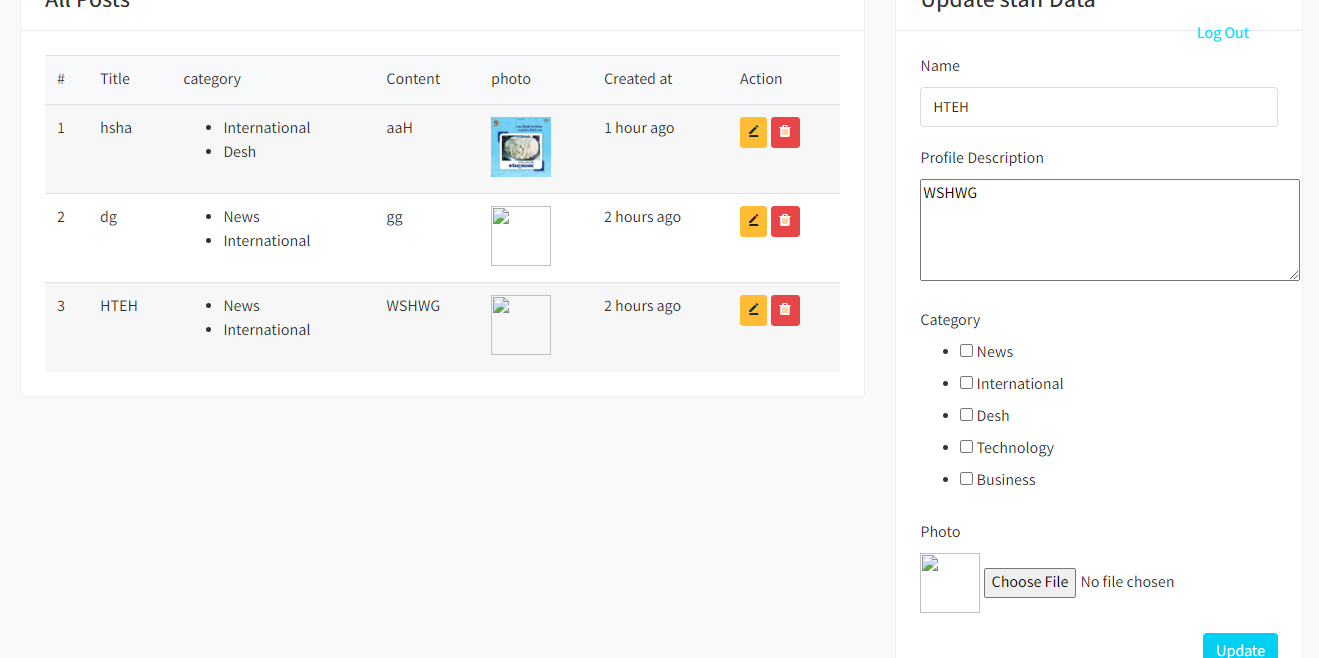 All Posts
# Title category Content photo Created at Action
1 hsha International aaH 1 hour ago
Desh
2 dg News gg 2 hours ago
International
3 HTEH News WSHWG 2 hours ago
International
Update staff Data
Log Out
Name
HTEH
Profile Description
WSHWG
Category
News
International
Desh
Technology
Business
Photo
Choose File No file chosen
Update